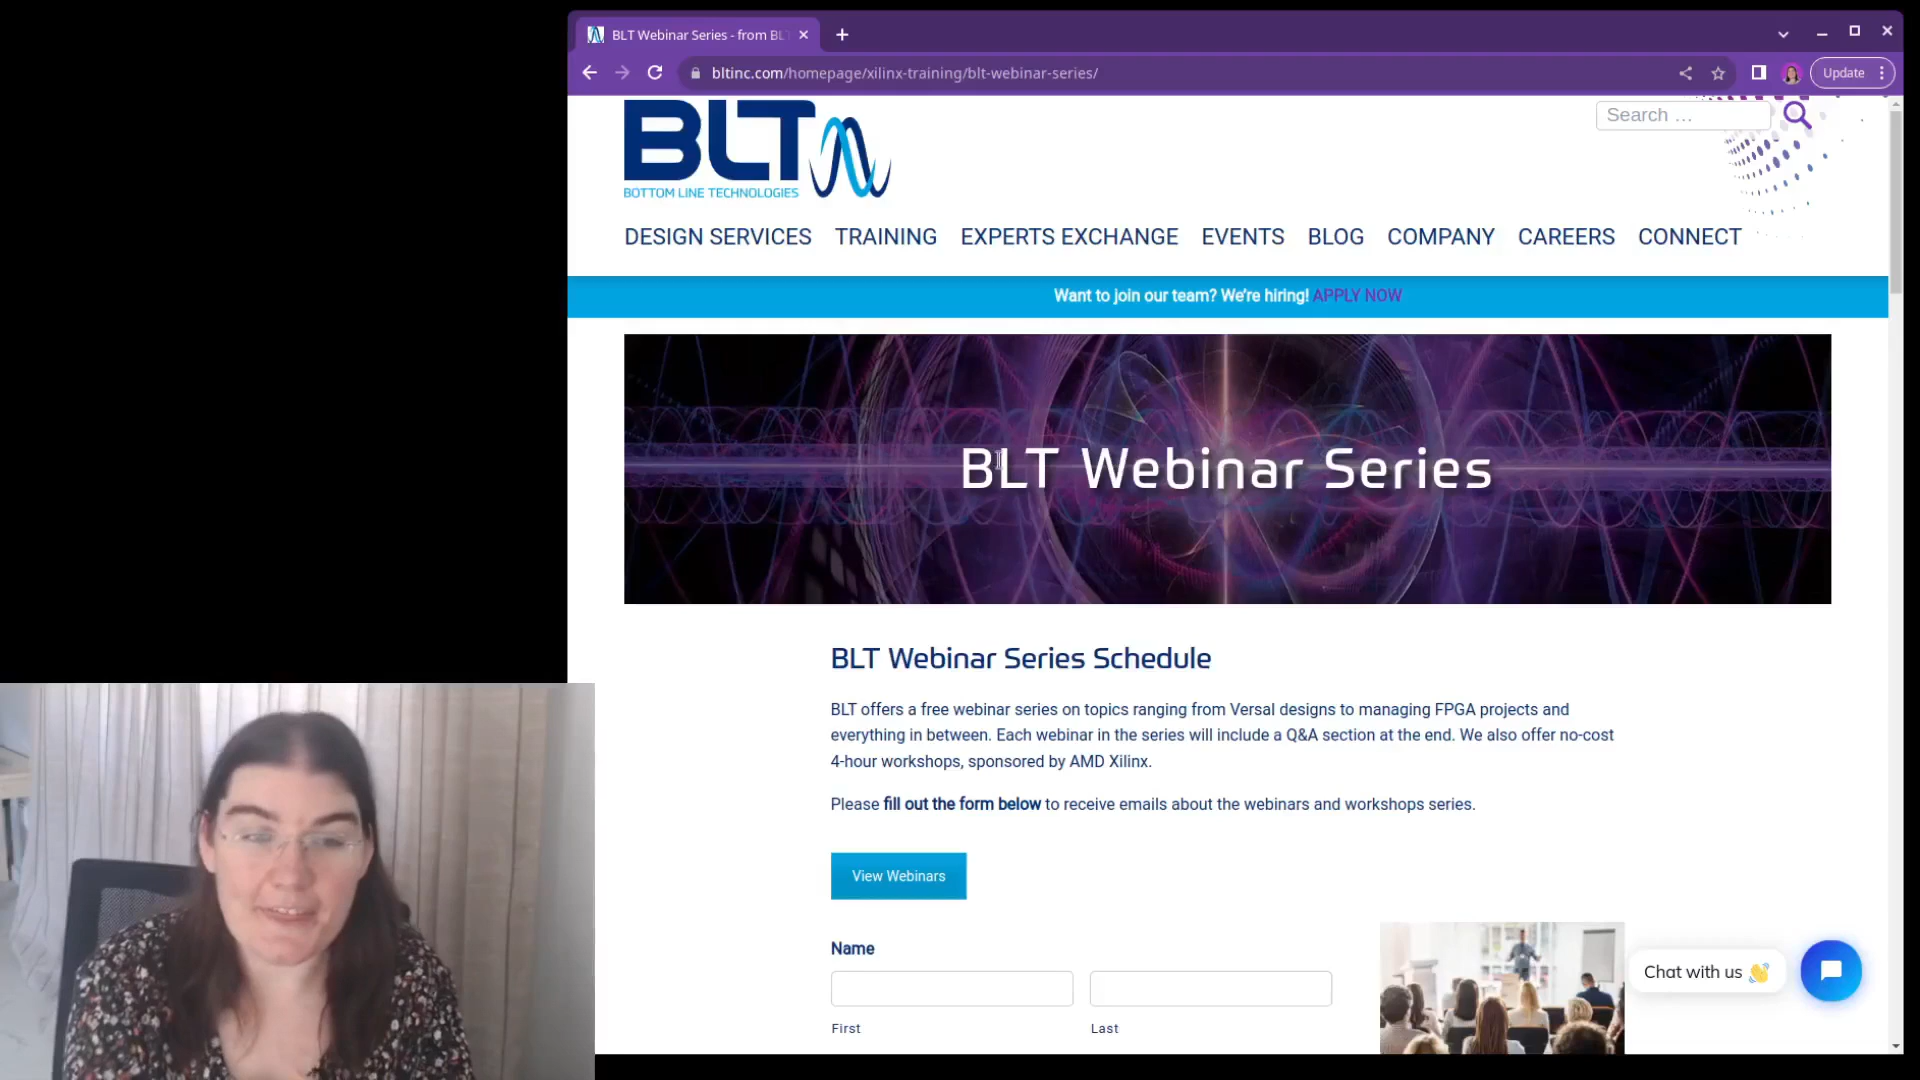 BLT Webinar Series - from BLT
bltinc.com/homepage/xilinx-training/blt-webinar-series/
Update
BLT
BOTTOM LINE TECHNOLOGIES
Search ...
DESIGN SERVICES TRAINING EXPERTS EXCHANGE EVENTS BLOG COMPANY CAREERS CONNECT
Want to join our team? We're hiring! APPLY NOW
BLT Webinar Series
BLT Webinar Series Schedule
BLT offers a free webinar series on topics ranging from Versal designs to managing FPGA projects and
everything in between. Each webinar in the series will include a Q&A section at the end. We also offer no-cost
4-hour workshops, sponsored by AMD Xilinx.
Please fill out the form below to receive emails about the webinars and workshops series.
View Webinars
Name
First Last
Chat with us 👋